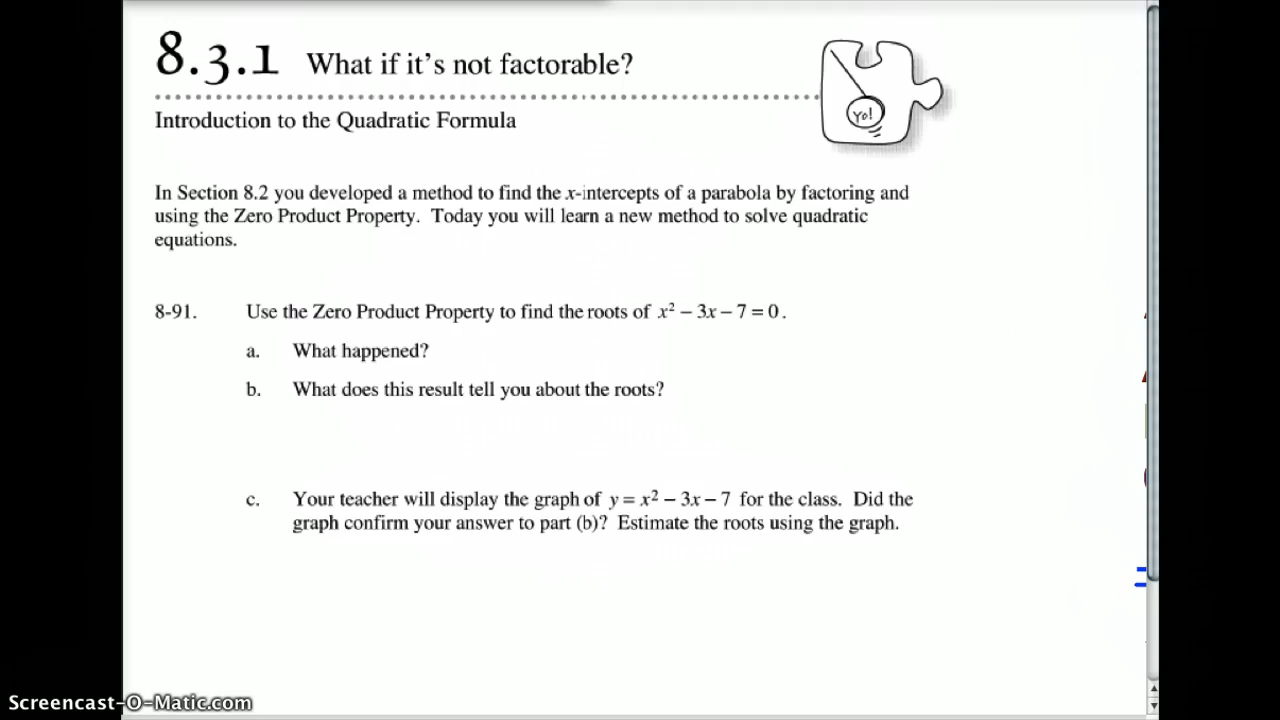 8.3.1 What if it's not factorable?
Yo!
Introduction to the Quadratic Formula
In Section 8.2 you developed a method to find the x-intercepts of a parabola by factoring and
using the Zero Product Property. Today you will learn a new method to solve quadratic
equations.
8-91. Use the Zero Product Property to find the roots of x² – 3x – 7 = 0.
a. What happened?
b. What does this result tell you about the roots?
c. Your teacher will display the graph of y = x² – 3x – 7 for the class. Did the
graph confirm your answer to part (b)? Estimate the roots using the graph.
Screencast-O-Matic.com